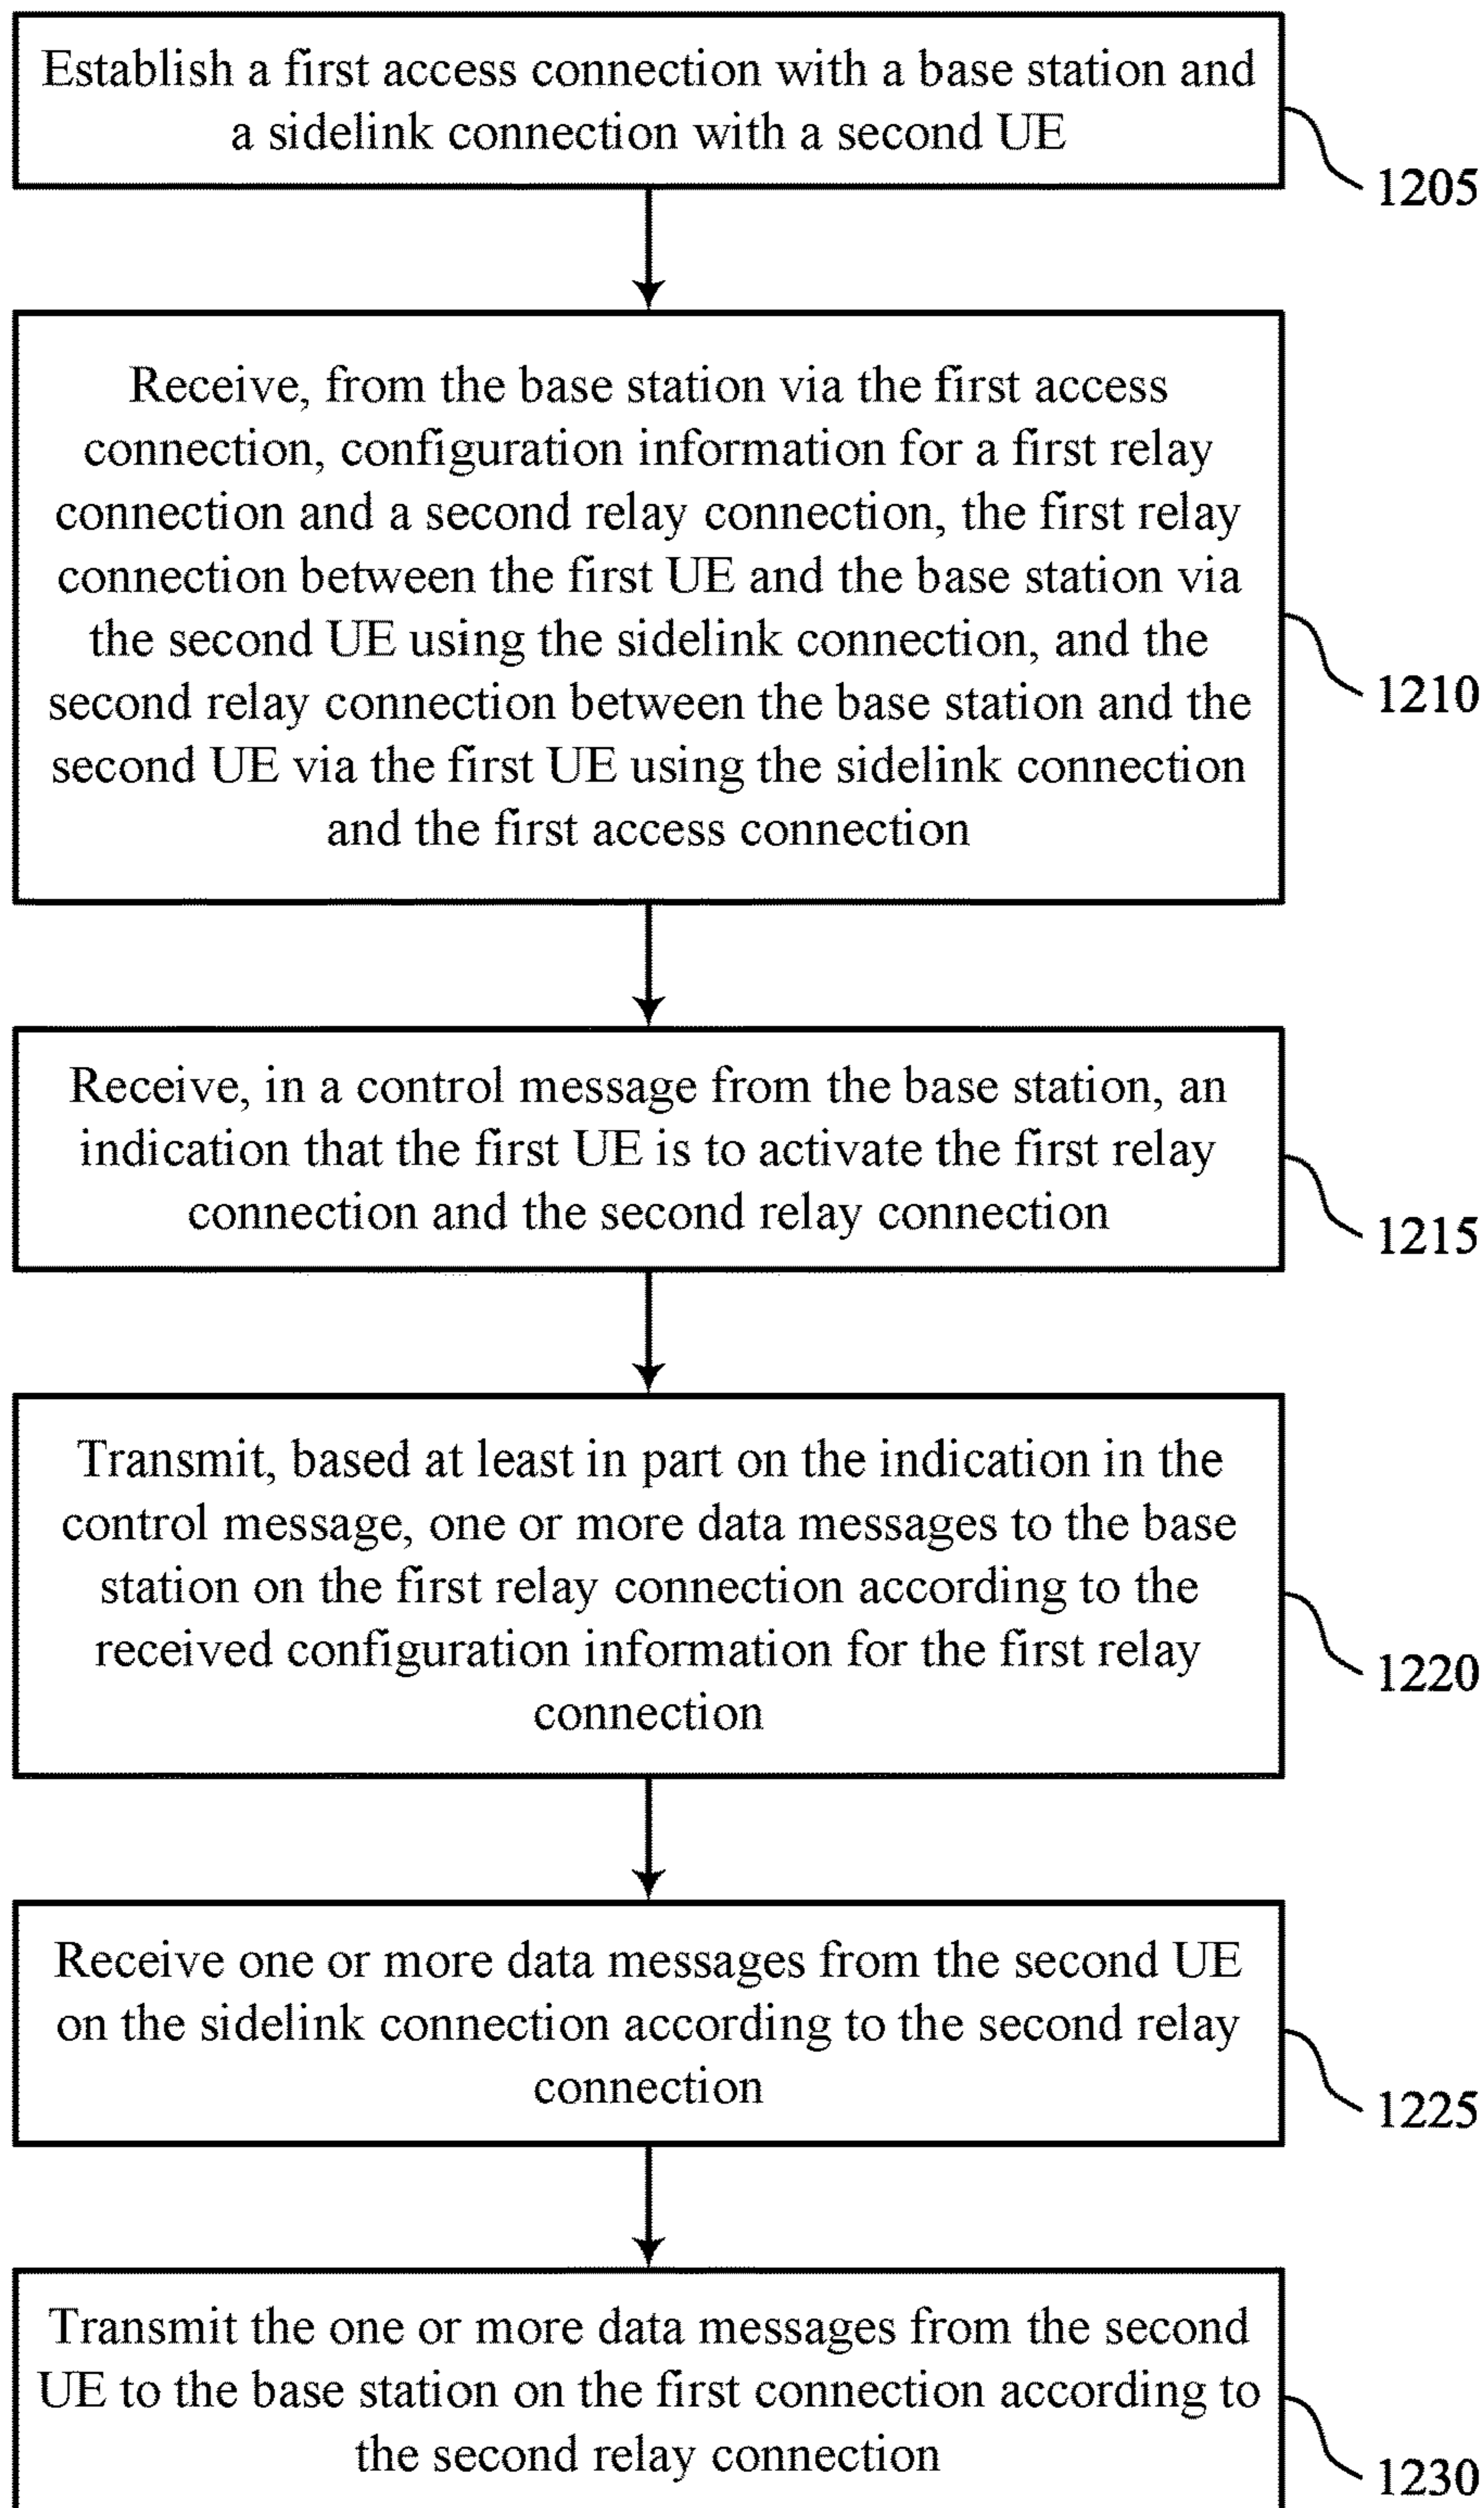 Establish a first access connection with a base station and
a sidelink connection with a second UE
1205
Receive, from the base station via the first access
connection, configuration information for a first relay
connection and a second relay connection, the first relay
connection between the first UE and the base station via
the second UE using the sidelink connection, and the
second relay connection between the base station and the
second UE via the first UE using the sidelink connection
and the first access connection
1210
Receive, in a control message from the base station, an
indication that the first UE is to activate the first relay
connection and the second relay connection
1215
Transmit, based at least in part on the indication in the
control message, one or more data messages to the base
station on the first relay connection according to the
received configuration information for the first relay
connection
1220
Receive one or more data messages from the second UE
on the sidelink connection according to the second relay
connection
1225
Transmit the one or more data messages from the second
UE to the base station on the first connection according to
the second relay connection
1230